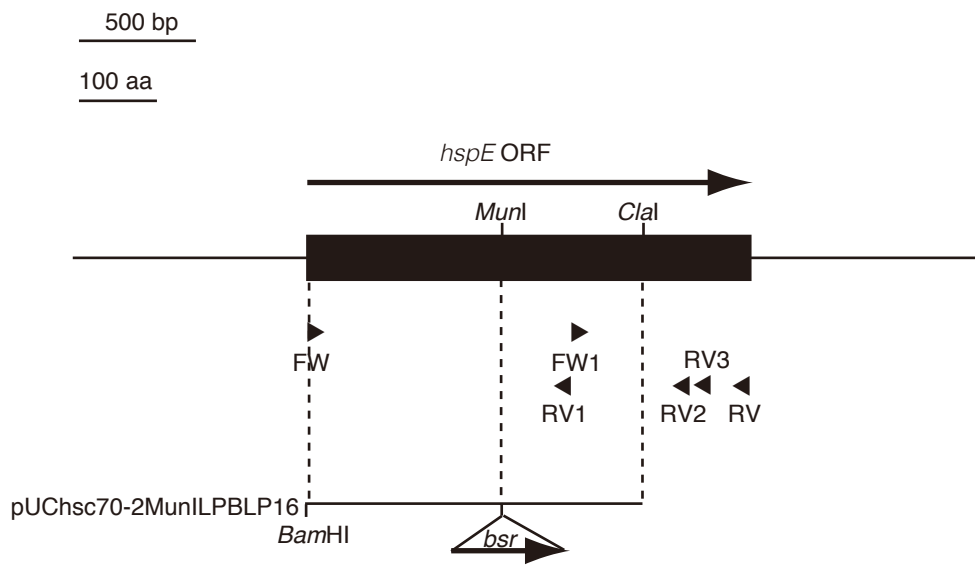 500 bp
100 aa
hspE ORF
MunI
ClaI
FW
FW1
RV3
RV1
RV2
RV
pUChsc70-2MunILPBLP16
BamHI
bsr